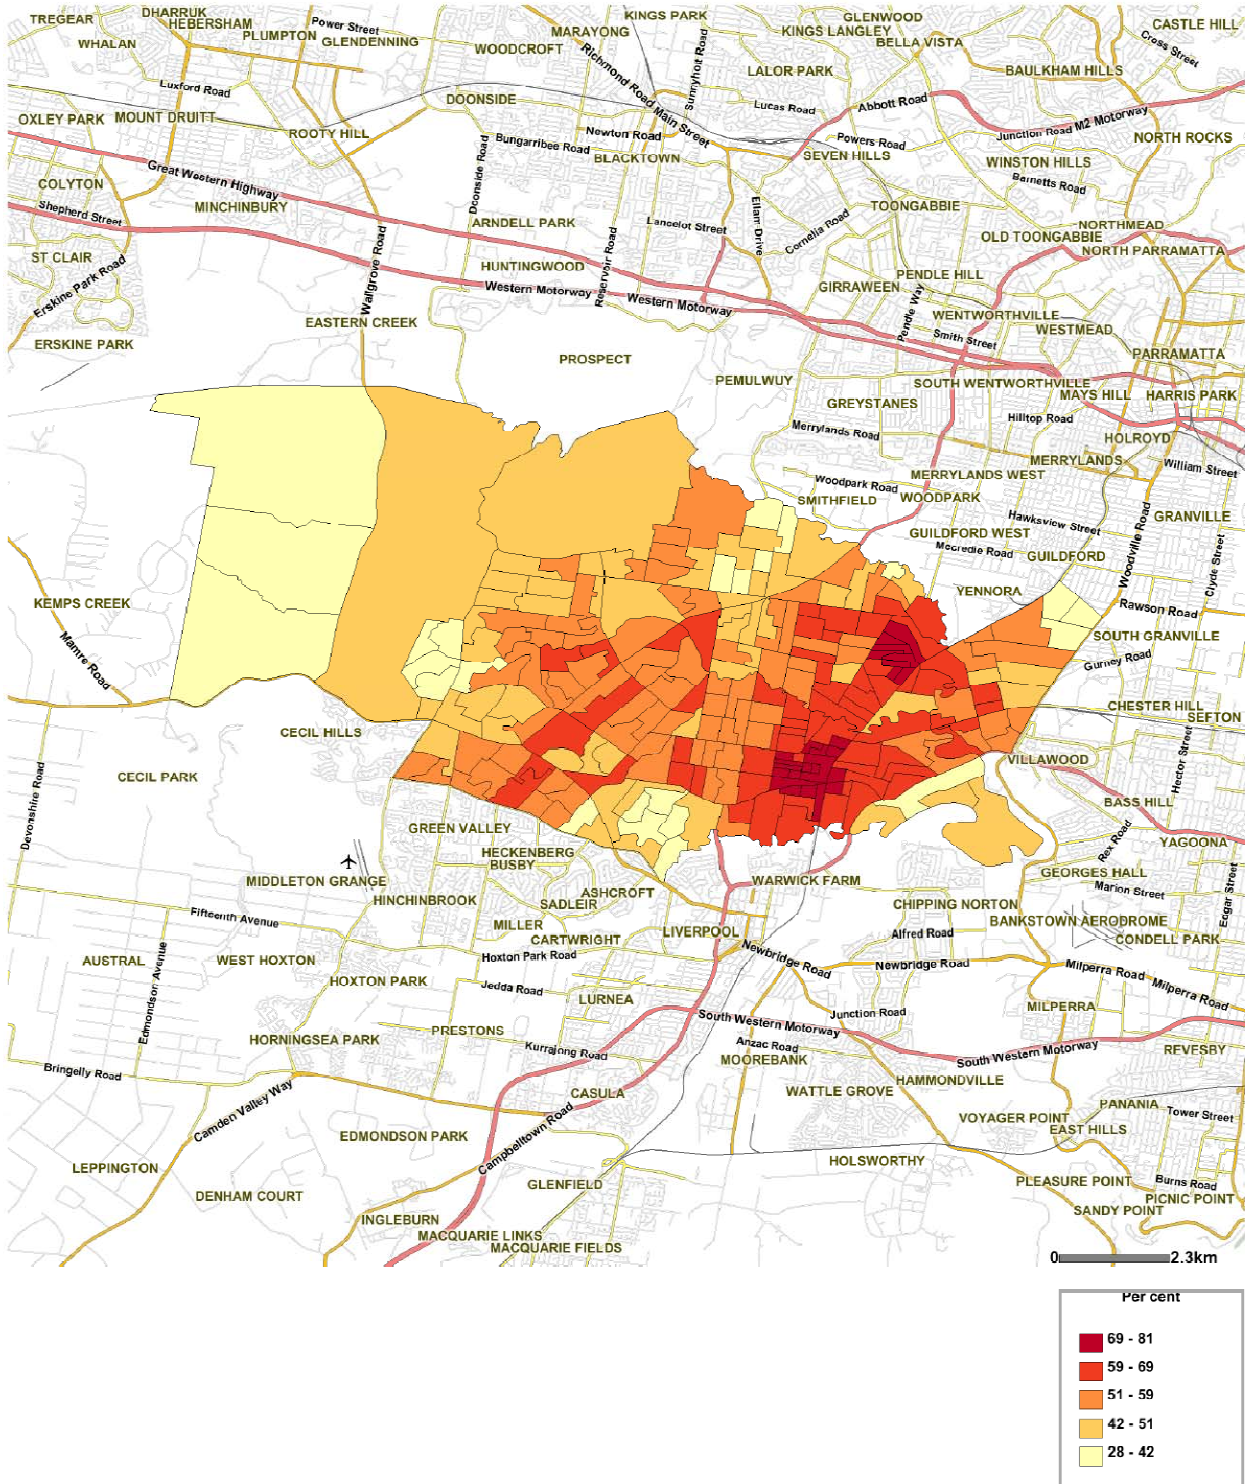 TREGEAR
DHARRUK
HEBERSHAM
WHALAN
PLUMPTON
Power Street
GLENDENNING
MARAYONG
WOODCROFT
KINGS PARK
GLENWOOD
KINGS LANGLEY
BELLA VISTA
CASTLE HILL
Cross Street
Richmond Road
Main Street
Sunnyholt Road
LALOR PARK
BAULKHAM HILLS
Luxford Road
DOONSIDE
Lucas Road
Abbott Road
OXLEY PARK
MOUNT DRUITT
ROOTY HILL
Bungarribee Road
Newton Road
BLACKTOWN
Powers Road
SEVEN HILLS
Junction Road
M2 Motorway
NORTH ROCKS
WINSTON HILLS
Barnetts Road
Great Western Highway
COLYTON
Shepherd Street
MINCHINBURY
Doonside Road
ARNDELL PARK
Lancelot Street
Ellam Drive
Cornelia Road
TOONGABBIE
NORTHMEAD
OLD TOONGABBIE
NORTH PARRAMATTA
ST CLAIR
Erskine Park Road
Wallgrove Road
HUNTINGWOOD
Reservoir Road
Western Motorway
Western Motorway
PENDLE HILL
GIRRAWEEN
Pendle Way
WENTWORTHVILLE
Smith Street
WESTMEAD
EASTERN CREEK
ERSKINE PARK
PROSPECT
PARRAMATTA
PEMULWUY
SOUTH WENTWORTHVILLE
MAYS HILL
HARRIS PARK
GREYSTANES
Hilltop Road
Merrylands Road
HOLROYD
MERRYLANDS
William Street
MERRYLANDS WEST
Woodpark Road
SMITHFIELD
WOODPARK
Hawksview Street
GRANVILLE
GUILDFORD WEST
Mccredie Road
GUILDFORD
Woodville Road
Clyde Street
YENNORA
KEMPS CREEK
Rawson Road
SOUTH GRANVILLE
Mamre Road
Gurney Road
CHESTER HILL
SEFTON
CECIL HILLS
Hector Street
VILLAWOOD
CECIL PARK
Devonshire Road
BASS HILL
GREEN VALLEY
Rex Road
YAGOONA
HECKENBERG
BUSBY
GEORGES HALL
MIDDLETON GRANGE
ASHCROFT
WARWICK FARM
Marion Street
Edgar Street
HINCHINBROOK
SADLEIR
CHIPPING NORTON
Fifteenth Avenue
MILLER
BANKSTOWN AERODROME
CARTWRIGHT
LIVERPOOL
Alfred Road
CONDELL PARK
AUSTRAL
Edmondson Avenue
WEST HOXTON
Hoxton Park Road
Newbridge Road
Newbridge Road
Milperra Road
Milperra Road
HOXTON PARK
Jedda Road
LURNEA
MILPERRA
HORNINGSEA PARK
PRESTONS
South Western Motorway
Junction Road
Kurrajong Road
Anzac Road
MOOREBANK
South Western Motorway
REVESBY
Bringelly Road
HAMMONDVILLE
CASULA
WATTLE GROVE
Camden Valley Way
PANANIA
Tower Street
VOYAGER POINT
EAST HILLS
EDMONDSON PARK
Campbelltown Road
LEPPINGTON
HOLSWORTHY
GLENFIELD
PLEASURE POINT
Burns Road
PICNIC POINT
DENHAM COURT
SANDY POINT
INGLEBURN
MACQUARIE LINKS
MACQUARIE FIELDS
0 2.3km
Per cent
69 - 81
59 - 69
51 - 59
42 - 51
28 - 42